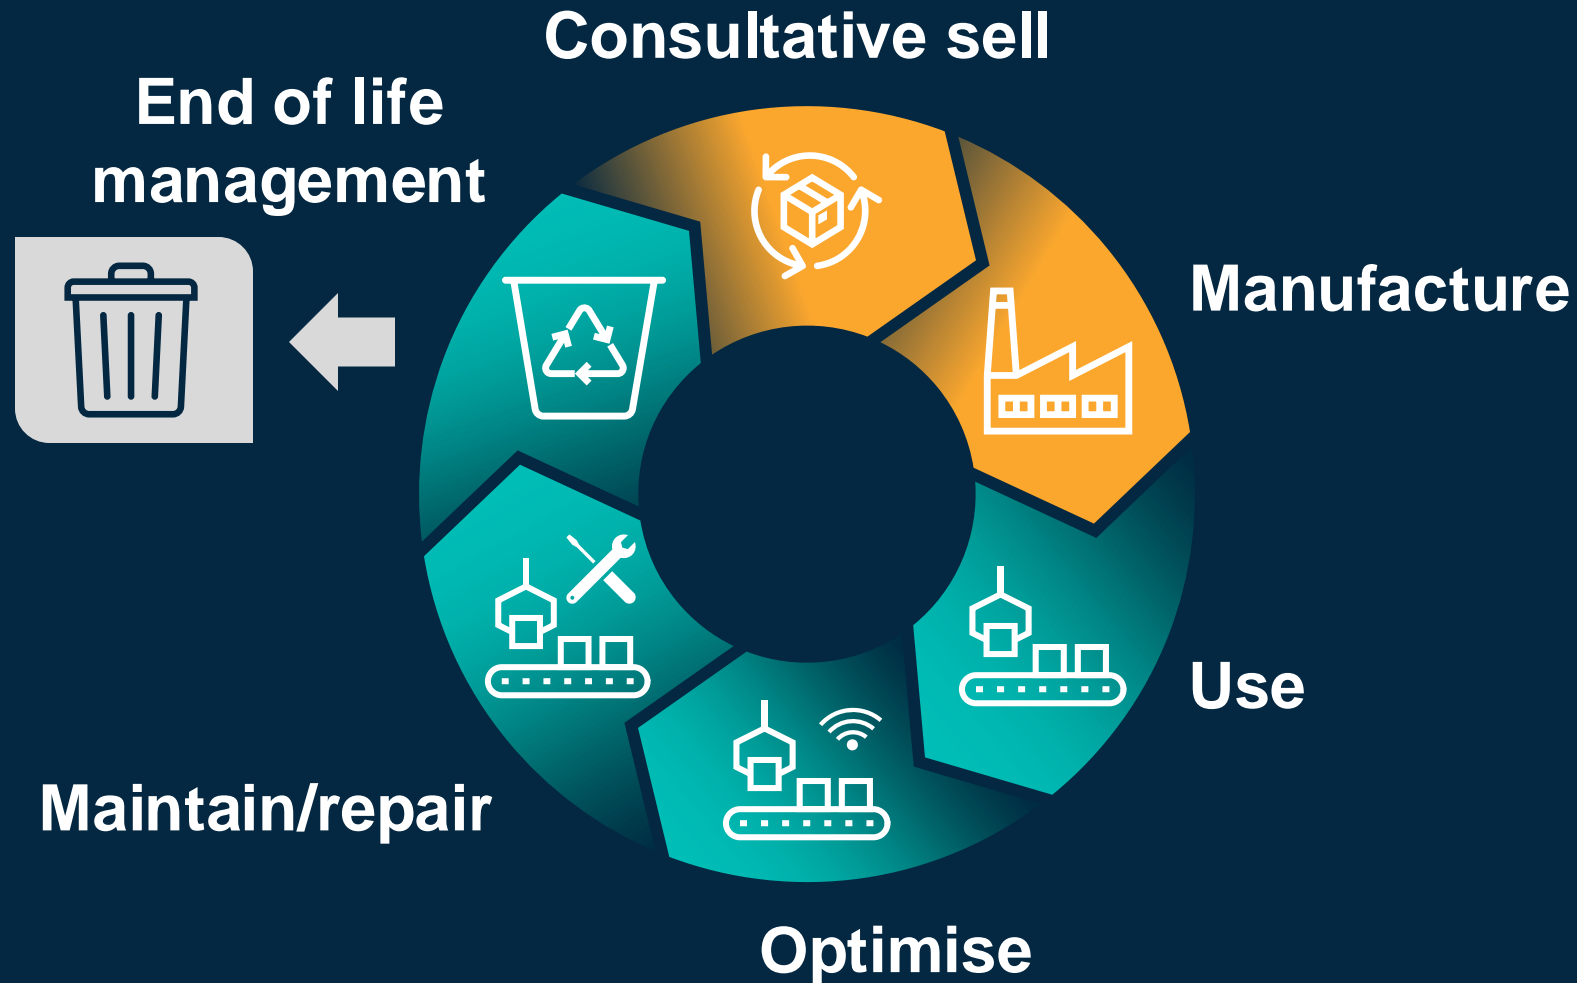 Consultative sell
End of life
management
Manufacture
Use
Maintain/repair
Optimise